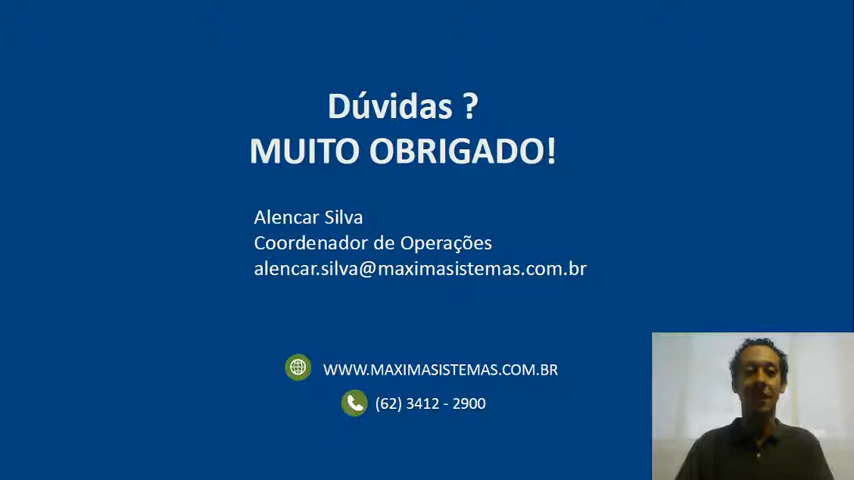 Dúvidas ?
MUITO OBRIGADO!
Alencar Silva
Coordenador de Operações
alencar.silva@maximasistemas.com.br
WWW.MAXIMASISTEMAS.COM.BR
(62) 3412 - 2900